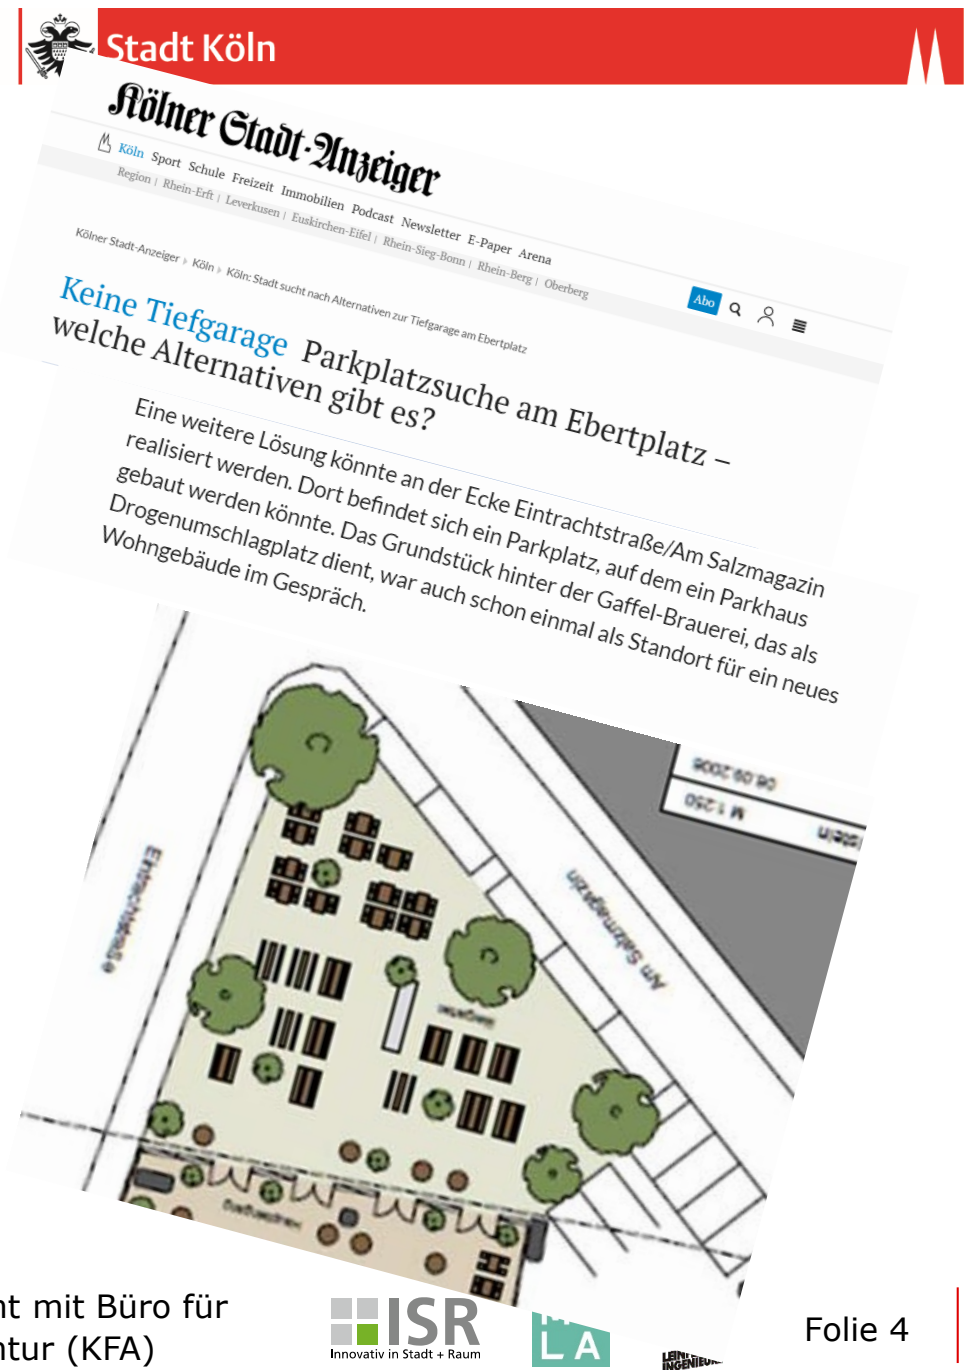 Stadt Köln
Kölner Stadt-Anzeiger
Köln Sport Schule Freizeit Immobilien Podcast Newsletter E-Paper Arena
Region | Rhein-Erft | Leverkusen | Euskirchen-Eifel | Rhein-Sieg-Bonn | Rhein-Berg | Oberberg
Abo
Kölner Stadt-Anzeiger Köln Köln: Stadt sucht nach Alternativen zur Tiefgarage am Ebertplatz
Keine Tiefgarage Parkplatzsuche am Ebertplatz –
welche Alternativen gibt es?
Eine weitere Lösung könnte an der Ecke Eintrachtstraße/Am Salzmagazin
realisiert werden. Dort befindet sich ein Parkplatz, auf dem ein Parkhaus
gebaut werden könnte. Das Grundstück hinter der Gaffel-Brauerei, das als
Drogenumschlagplatz dient, war auch schon einmal als Standort für ein neues
Wohngebäude im Gespräch.
08.09.2006
M 1:250
Eintrachtstraße
Am Salzmagazin
Biergarten
nt mit Büro für
ntur (KFA)
ISR
Innovativ in Stadt + Raum
LA
Folie 4